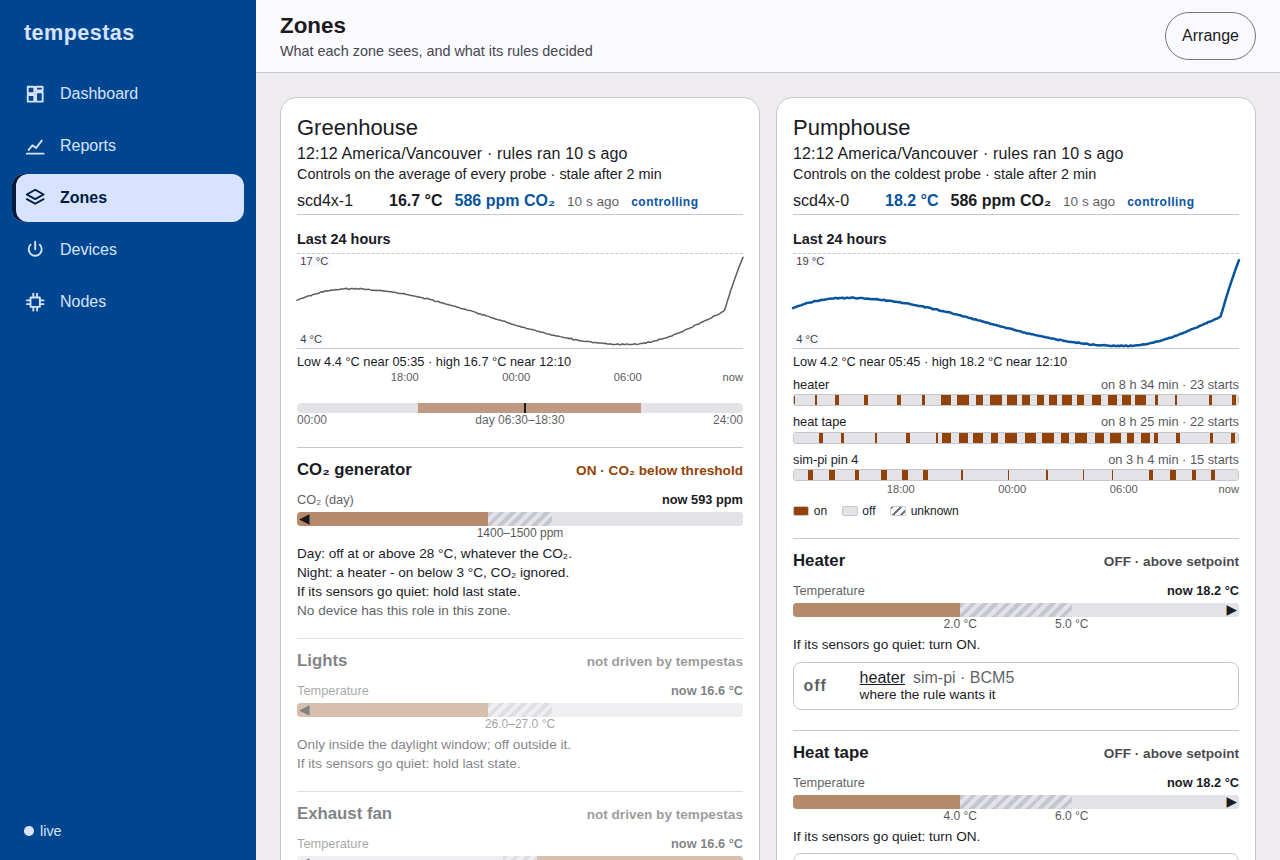 tempestas
Dashboard
Reports
Zones
Devices
Nodes
live
Zones
What each zone sees, and what its rules decided
Arrange
Greenhouse
12:12 America/Vancouver · rules ran 10 s ago
Controls on the average of every probe · stale after 2 min
scd4x-1 16.7 °C 586 ppm CO₂ 10 s ago controlling
Last 24 hours
17 °C
4 °C
Low 4.4 °C near 05:35 · high 16.7 °C near 12:10
18:00 00:00 06:00 now
00:00 day 06:30–18:30 24:00
CO₂ generator ON · CO₂ below threshold
CO₂ (day) now 593 ppm
1400–1500 ppm
Day: off at or above 28 °C, whatever the CO₂.
Night: a heater - on below 3 °C, CO₂ ignored.
If its sensors go quiet: hold last state.
No device has this role in this zone.
Lights not driven by tempestas
Temperature now 16.6 °C
26.0–27.0 °C
Only inside the daylight window; off outside it.
If its sensors go quiet: hold last state.
Exhaust fan not driven by tempestas
Temperature now 16.6 °C
Pumphouse
12:12 America/Vancouver · rules ran 10 s ago
Controls on the coldest probe · stale after 2 min
scd4x-0 18.2 °C 586 ppm CO₂ 10 s ago controlling
Last 24 hours
19 °C
4 °C
Low 4.2 °C near 05:45 · high 18.2 °C near 12:10
heater on 8 h 34 min · 23 starts
heat tape on 8 h 25 min · 22 starts
sim-pi pin 4 on 3 h 4 min · 15 starts
18:00 00:00 06:00 now
on off unknown
Heater OFF · above setpoint
Temperature now 18.2 °C
2.0 °C 5.0 °C
If its sensors go quiet: turn ON.
off heater sim-pi · BCM5
where the rule wants it
Heat tape OFF · above setpoint
Temperature now 18.2 °C
4.0 °C 6.0 °C
If its sensors go quiet: turn ON.